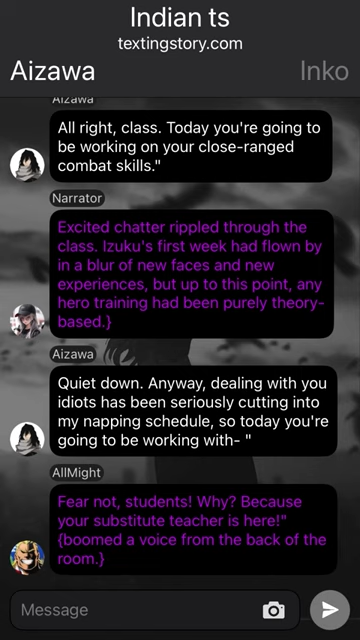 Indian ts
textingstory.com
Aizawa
Inko
Aizawa
All right, class. Today you're going to
be working on your close-ranged
combat skills."
Narrator
Excited chatter rippled through the
class. Izuku's first week had flown by
in a blur of new faces and new
experiences, but up to this point, any
hero training had been purely theory-
based.}
Aizawa
Quiet down. Anyway, dealing with you
idiots has been seriously cutting into
my napping schedule, so today you're
going to be working with- "
AllMight
Fear not, students! Why? Because
your substitute teacher is here!"
{boomed a voice from the back of the
room.}
Message